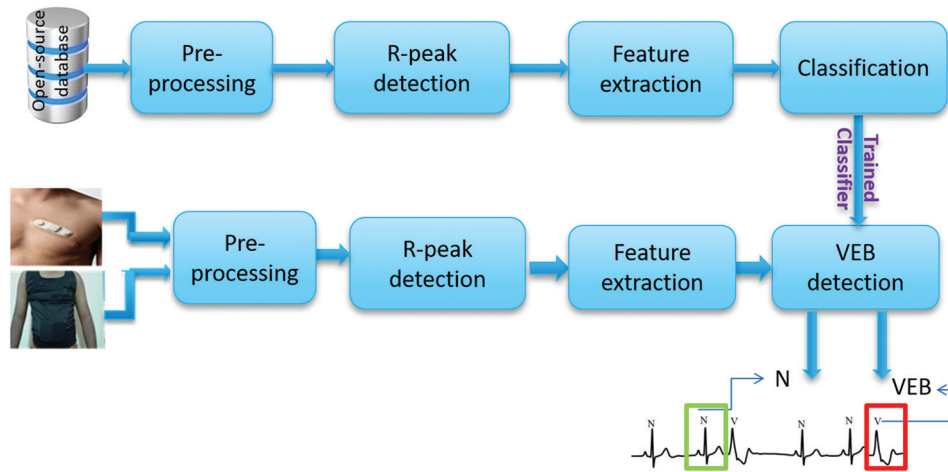 Open-source
database
Pre-
processing
R-peak
detection
Feature
extraction
Classification
Trained
Classifier
Pre-
processing
R-peak
detection
Feature
extraction
VEB
detection
N
VEB
N N V N N V